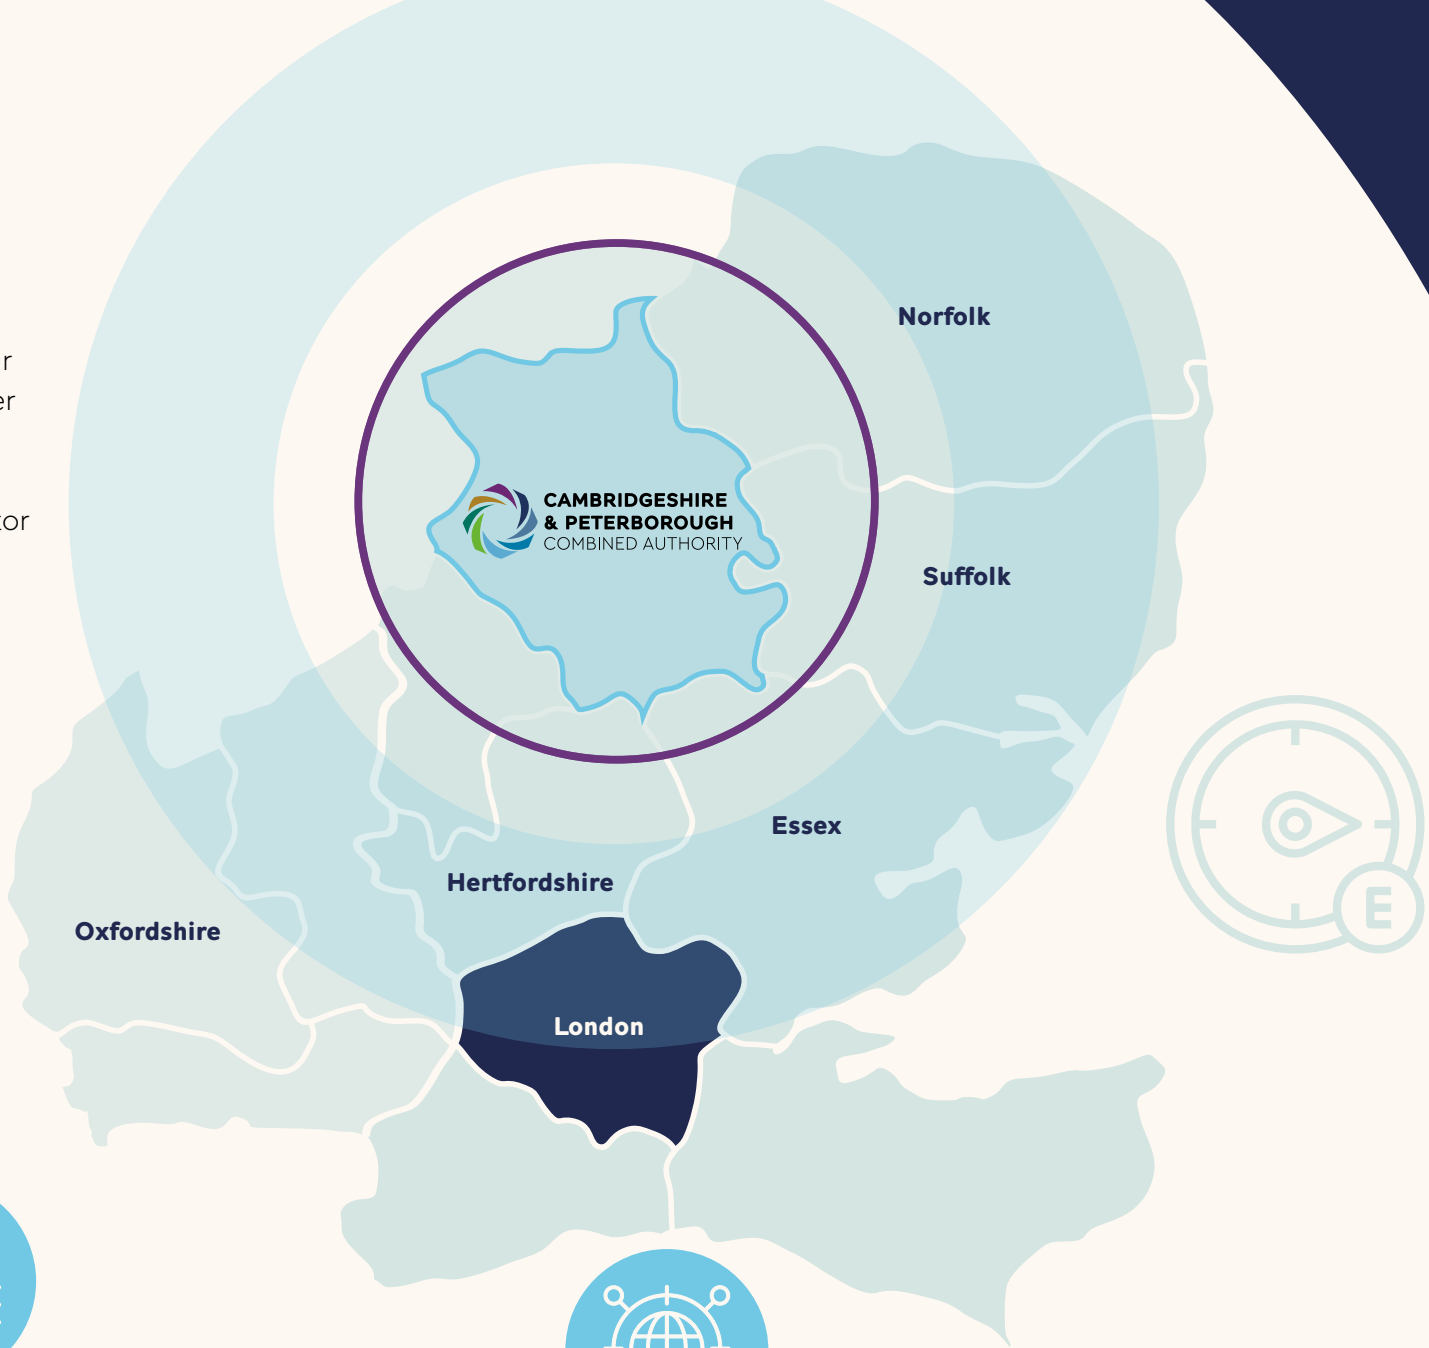 Norfolk
CAMBRIDGESHIRE
& PETERBOROUGH
COMBINED AUTHORITY
Suffolk
Essex
Hertfordshire
E
Oxfordshire
London